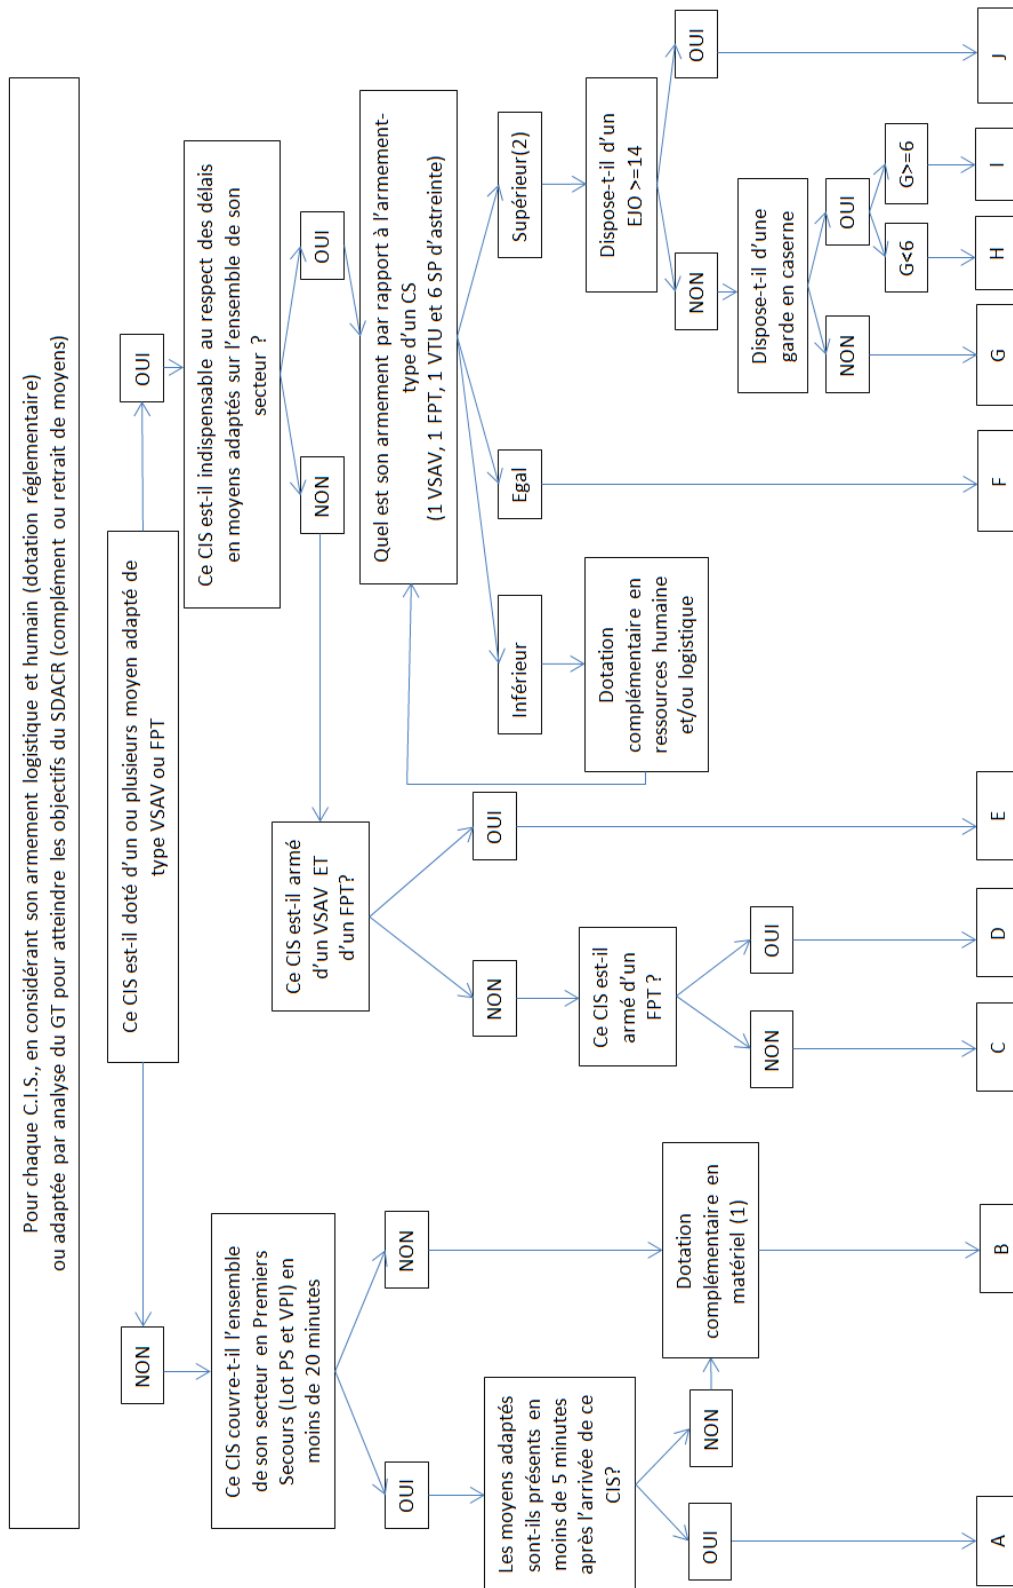 Pour chaque C.I.S., en considérant son armement logistique et humain (dotation réglementaire)
ou adaptée par analyse du GT pour atteindre les objectifs du SDACR (complément ou retrait de moyens)
Ce CIS est-il doté d'un ou plusieurs moyen adapté de
type VSAV ou FPT
NON
OUI
Ce CIS couvre-t-il l'ensemble
de son secteur en Premiers
Secours (Lot PS et VPI) en
moins de 20 minutes
OUI
NON
Les moyens adaptés
sont-ils présents en
moins de 5 minutes
après l'arrivée de ce
CIS?
OUI
NON
Dotation
complémentaire en
matériel (1)
Ce CIS est-il indispensable au respect des délais
en moyens adaptés sur l'ensemble de son
secteur ?
NON
OUI
Ce CIS est-il armé
d'un VSAV ET
d'un FPT?
NON
OUI
Ce CIS est-il
armé d'un
FPT ?
NON
OUI
Quel est son armement par rapport à l'armement-
type d'un CS
(1 VSAV, 1 FPT, 1 VTU et 6 SP d'astreinte)
Inférieur
Egal
Supérieur(2)
Dotation
complémentaire en
ressources humaine
et/ou logistique
Dispose-t-il d'un
EJO >=14
NON
OUI
Dispose-t-il d'une
garde en caserne
NON
OUI
G<6
G>=6
A
B
C
D
E
F
G
H
I
J